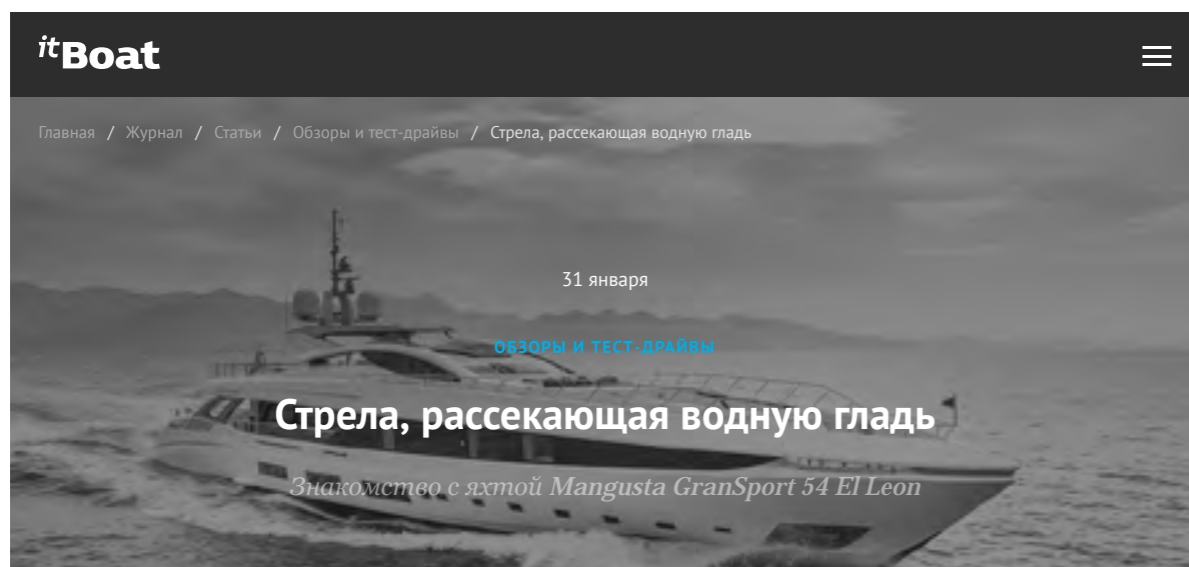 itBoat
Главная / Журнал / Статьи / Обзоры и тест-драйвы / Стрела, рассекающая водную гладь
31 января
ОБЗОРЫ И ТЕСТ-ДРАЙВЫ
Стрела, рассекающая водную гладь
Знакомство с яхтой Mangusta GranSport 54 El Leon